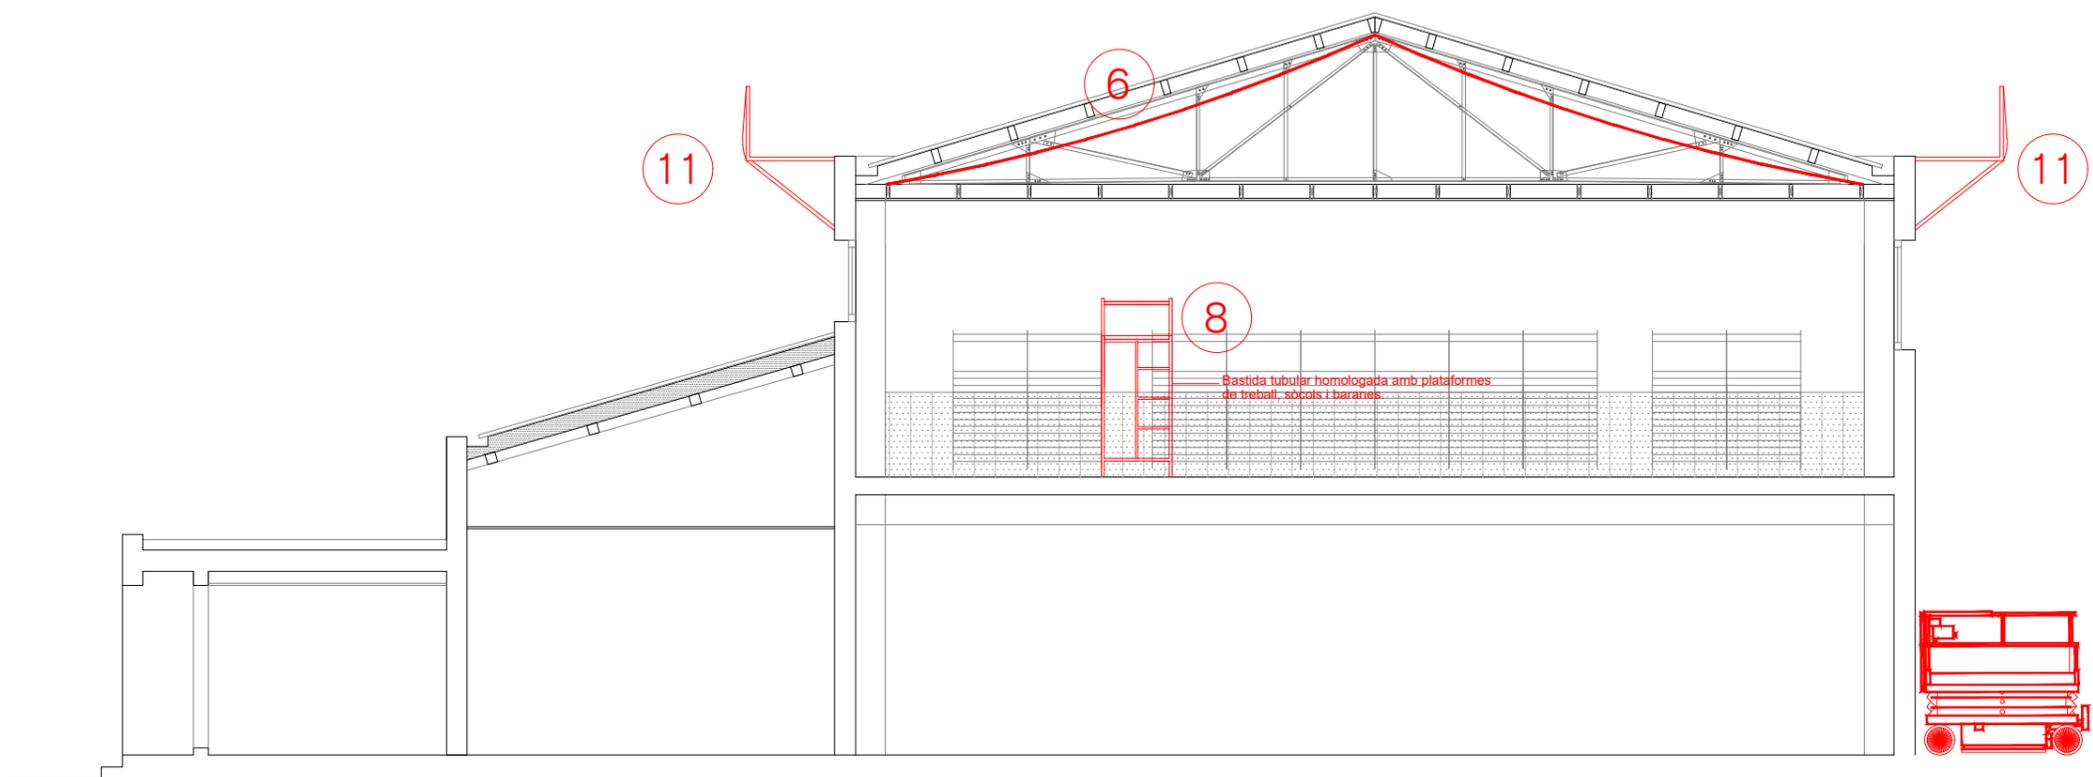 6
11
11
8
Bastida tubular homologada amb plataformes
de treball, sòcols i baranes.